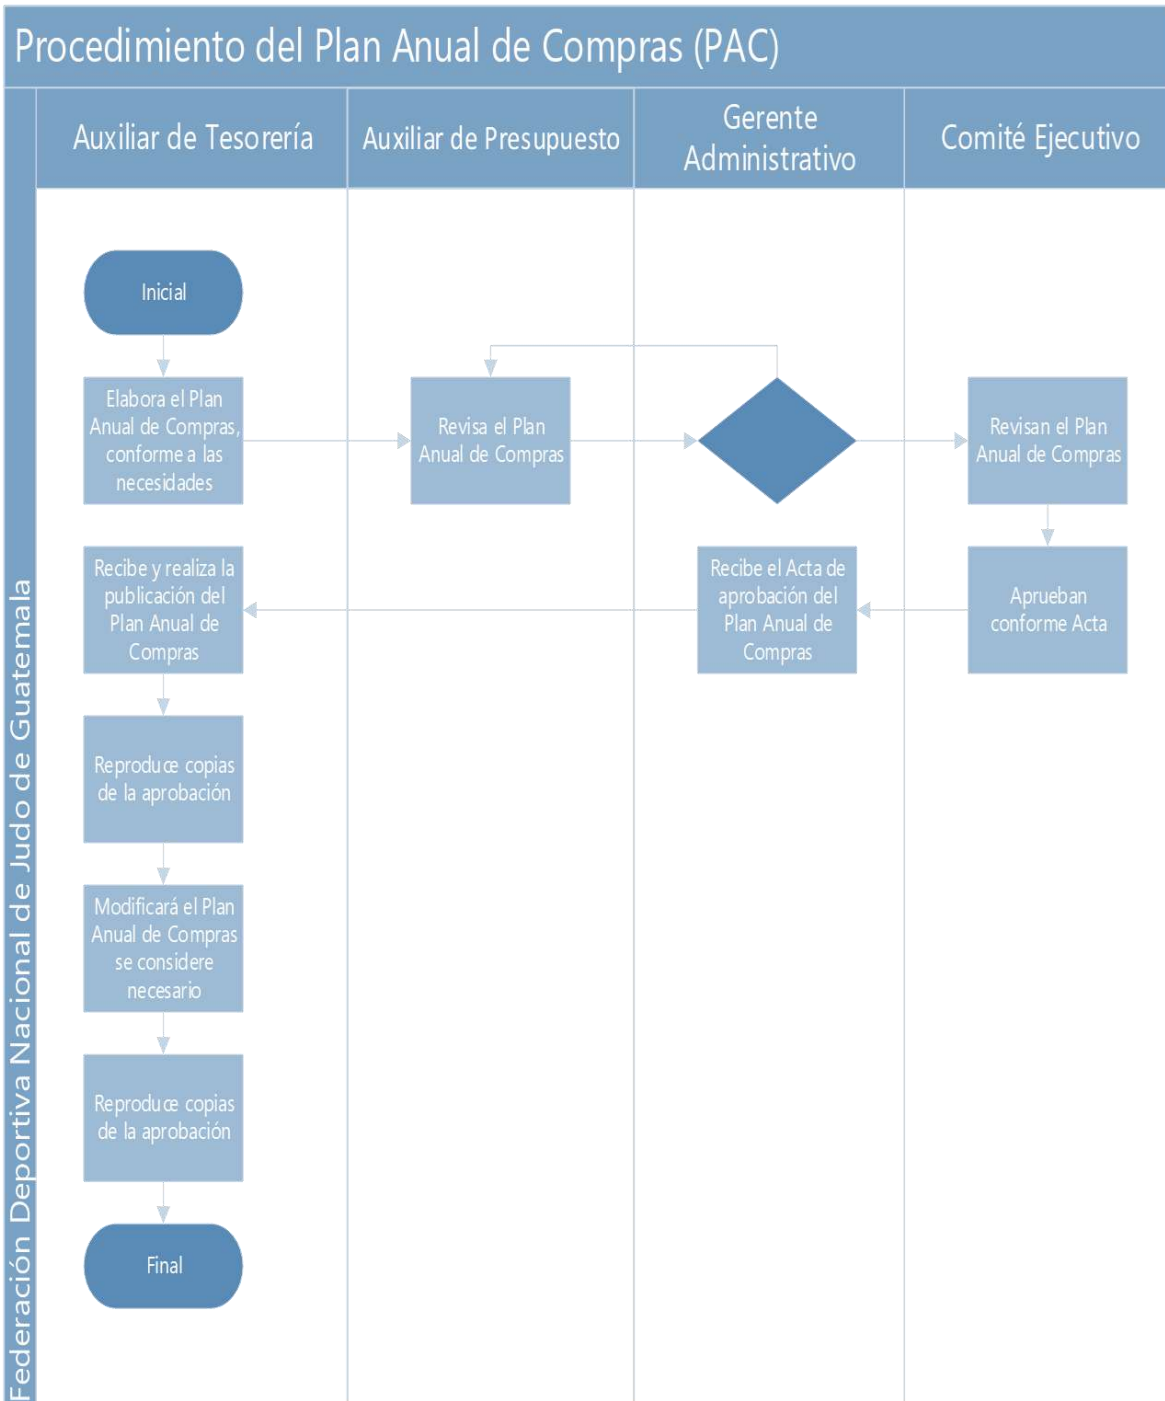 Procedimiento del Plan Anual de Compras (PAC)
Federación Deportiva Nacional de Judo de Guatemala
Auxiliar de Tesorería
Auxiliar de Presupuesto
Gerente
Administrativo
Comité Ejecutivo
Inicial
Elabora el Plan
Anual de Compras,
conforme a las
necesidades
Revisa el Plan
Anual de Compras
Revisan el Plan
Anual de Compras
Recibe y realiza la
publicación del
Plan Anual de
Compras
Recibe el Acta de
aprobación del
Plan Anual de
Compras
Aprueban
conforme Acta
Reproduce copias
de la aprobación
Modificará el Plan
Anual de Compras
se considere
necesario
Reproduce copias
de la aprobación
Final